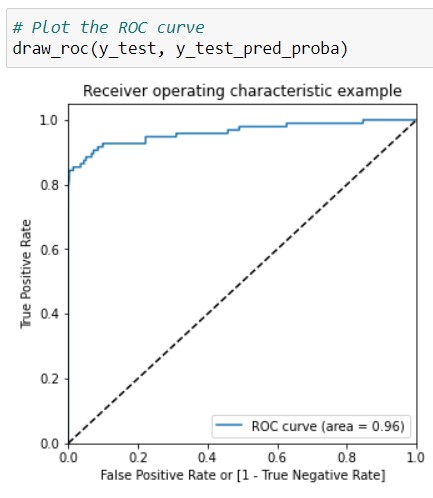 # Plot the ROC curve
draw_roc(y_test, y_test_pred_proba)
Receiver operating characteristic example
1.0
0.8
0.6
0.4
0.2
0.0
True Positive Rate
ROC curve (area = 0.96)
0.0 0.2 0.4 0.6 0.8 1.0
False Positive Rate or [1 - True Negative Rate]